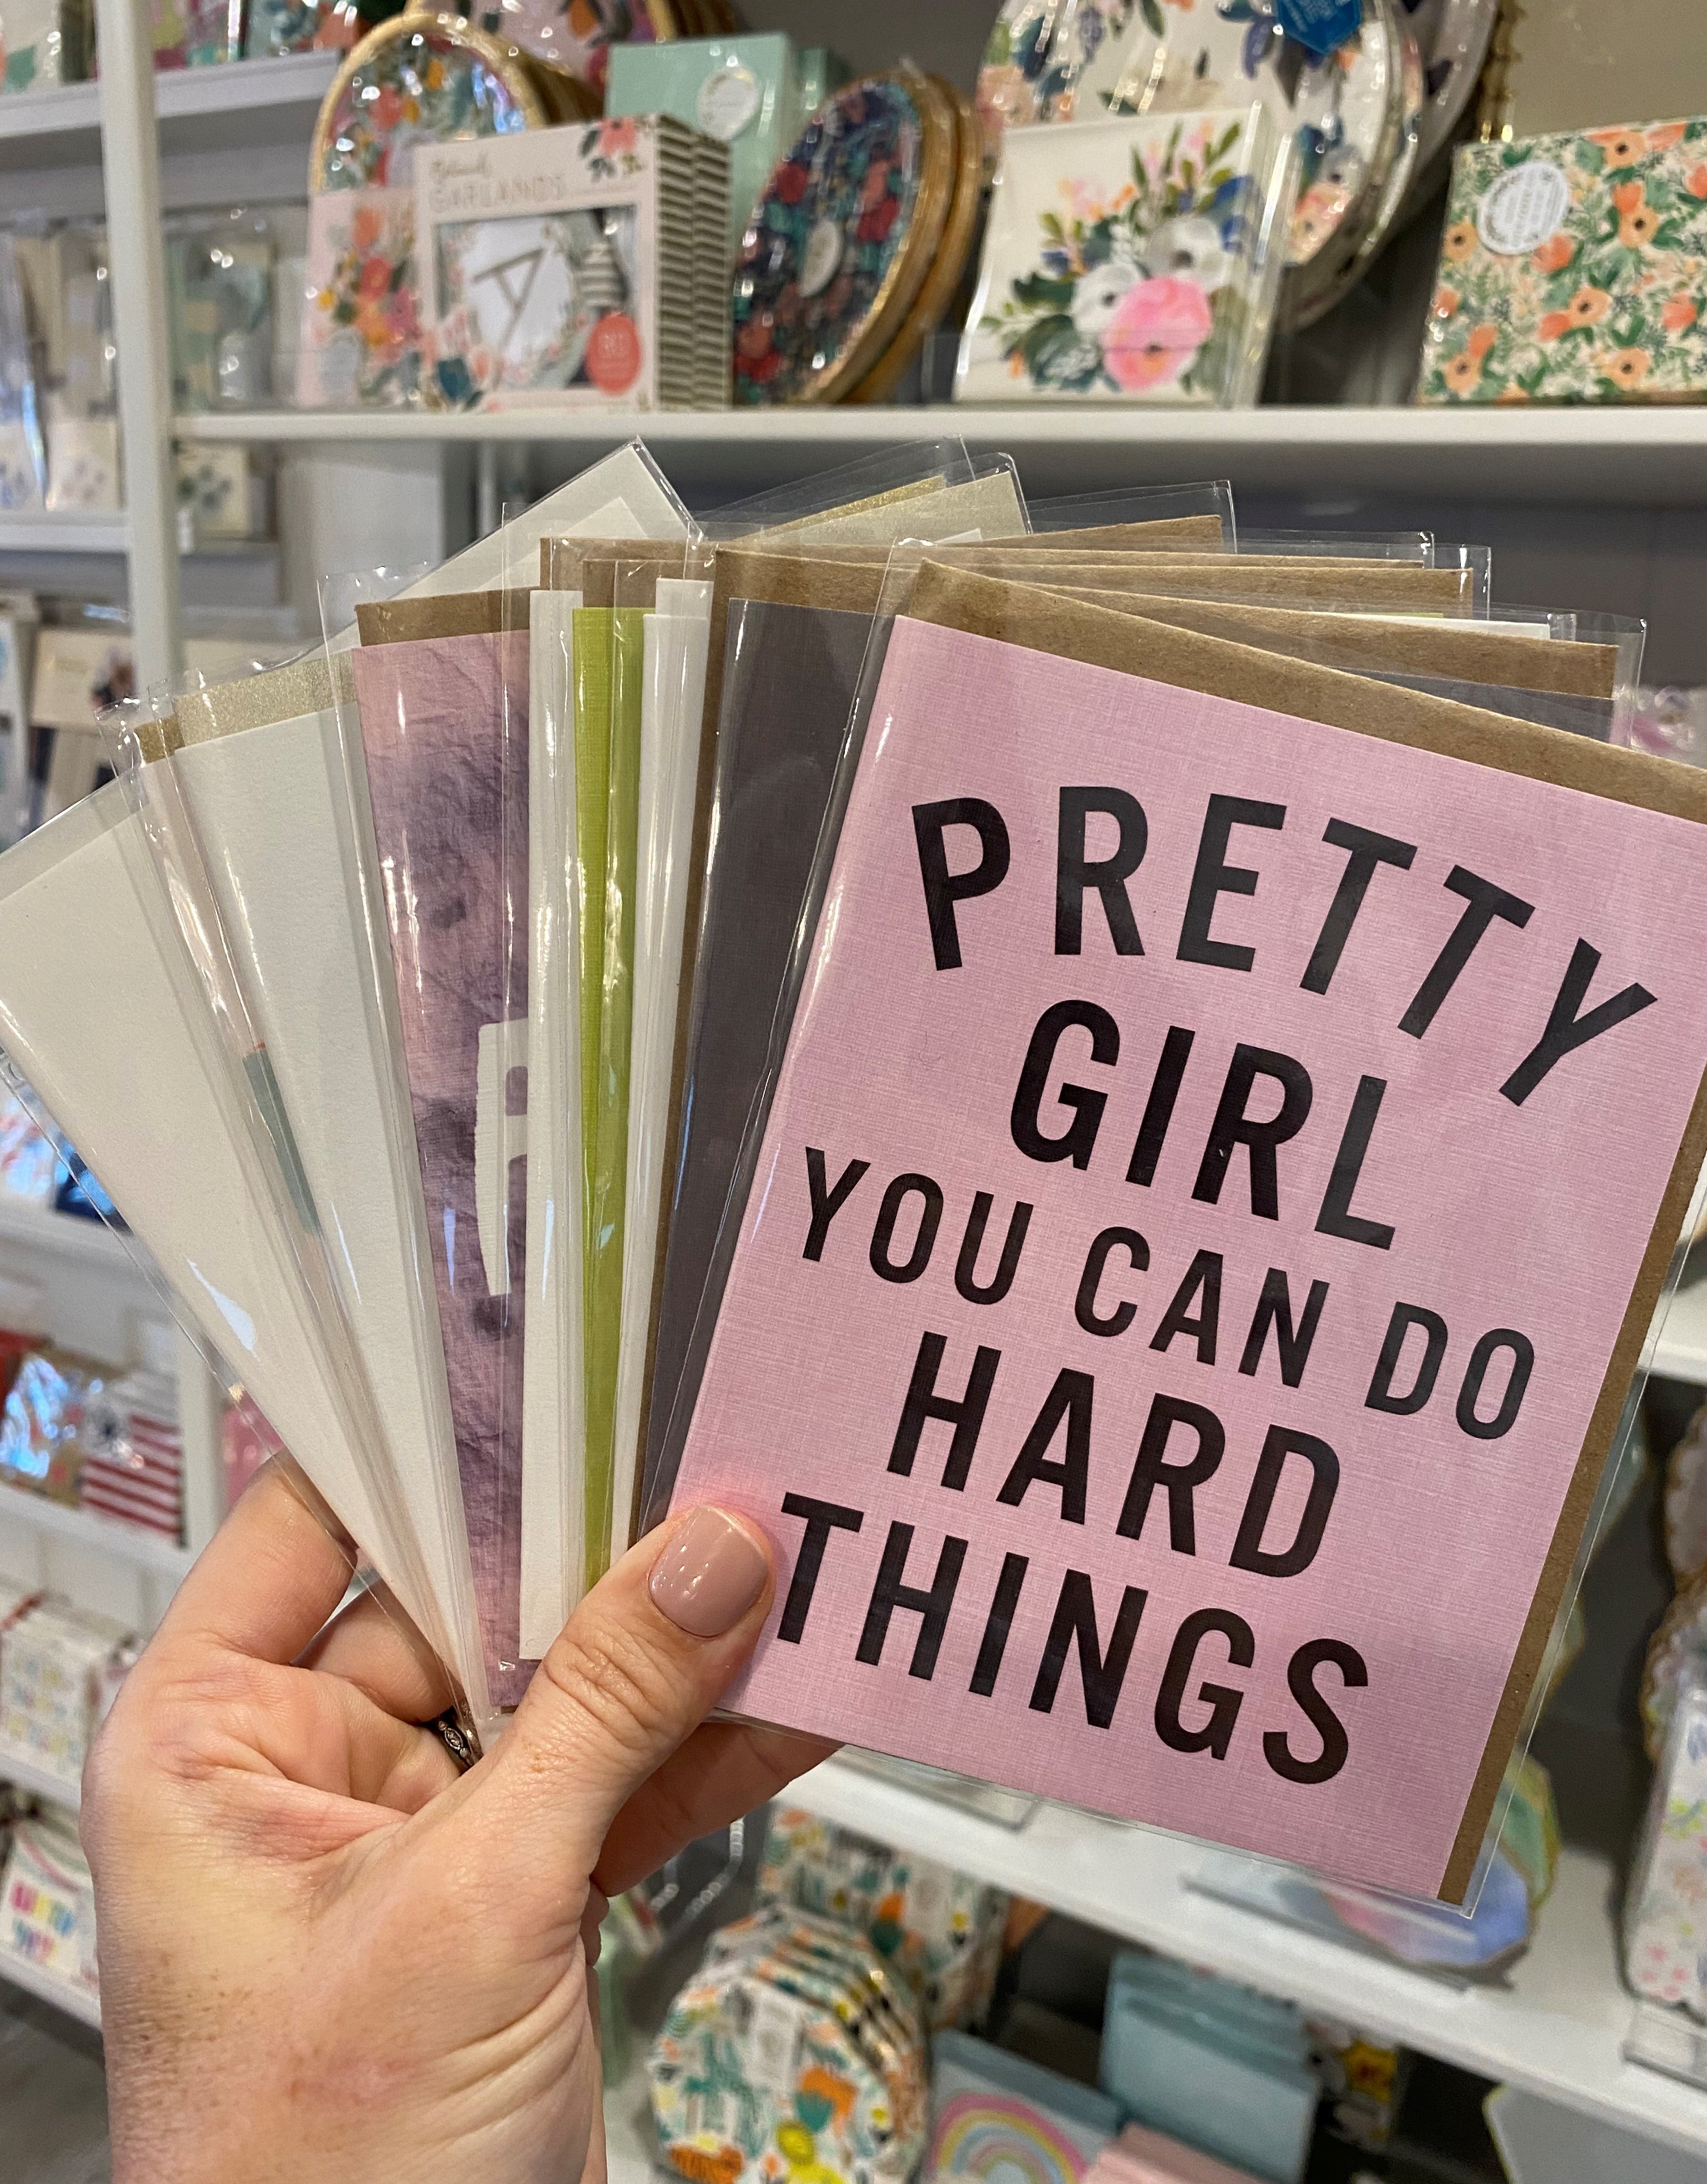 GARLANDS
A
PRETTY
GIRL
YOU CAN DO
HARD
THINGS